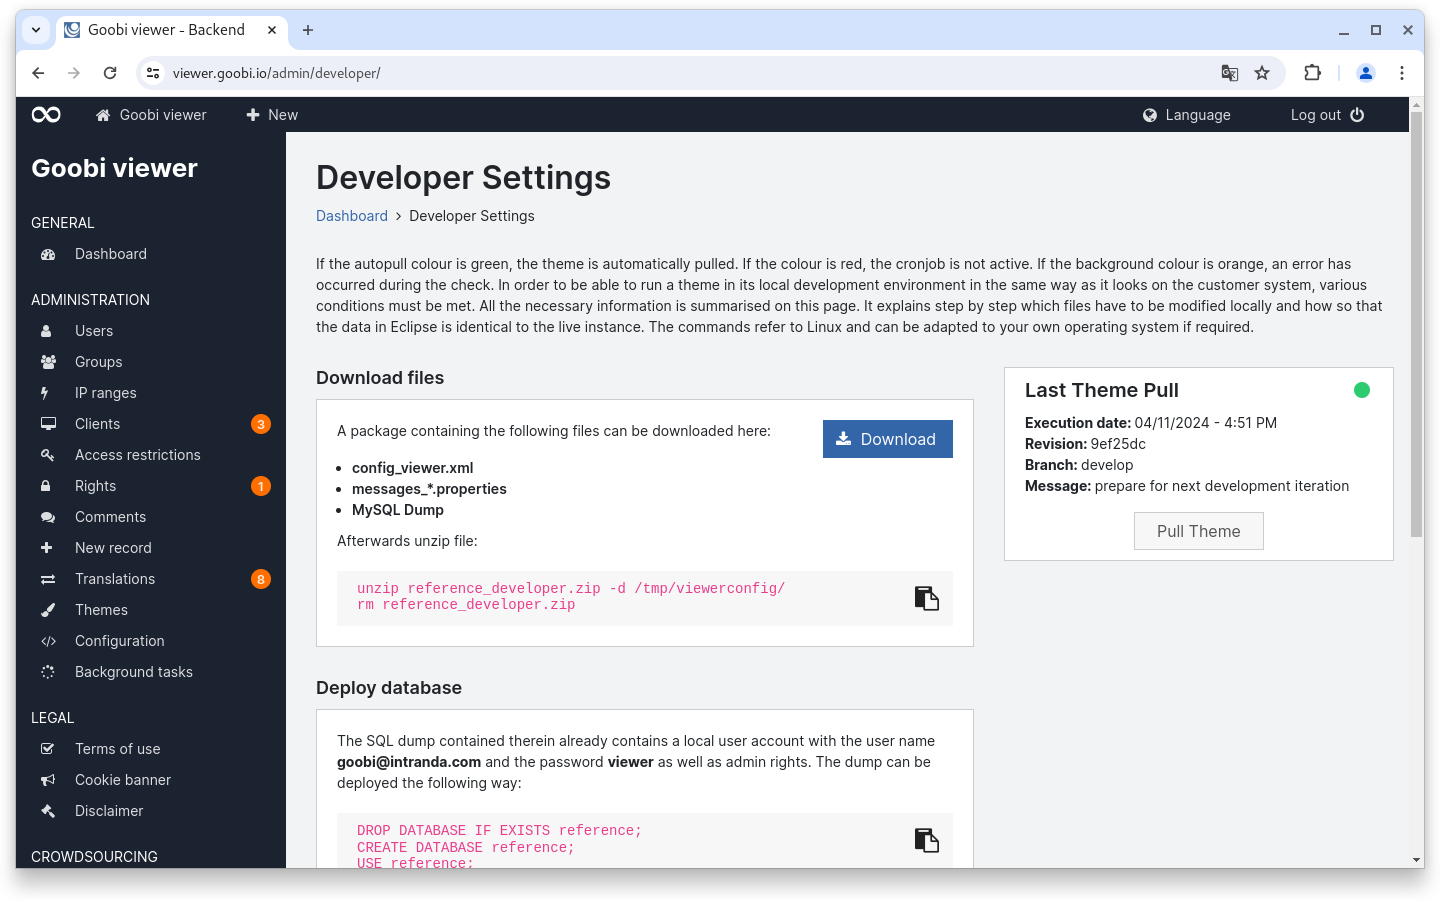 Goobi viewer - Backend
viewer.goobi.io/admin/developer/
Goobi viewer
New
Language
Log out
Goobi viewer
GENERAL
Dashboard
ADMINISTRATION
Users
Groups
IP ranges
Clients 3
Access restrictions
Rights 1
Comments
New record
Translations 8
Themes
Configuration
Background tasks
LEGAL
Terms of use
Cookie banner
Disclaimer
CROWDSOURCING
Developer Settings
Dashboard > Developer Settings
If the autopull colour is green, the theme is automatically pulled. If the colour is red, the cronjob is not active. If the background colour is orange, an error has
occurred during the check. In order to be able to run a theme in its local development environment in the same way as it looks on the customer system, various
conditions must be met. All the necessary information is summarised on this page. It explains step by step which files have to be modified locally and how so that
the data in Eclipse is identical to the live instance. The commands refer to Linux and can be adapted to your own operating system if required.
Download files
A package containing the following files can be downloaded here:
Download
• config_viewer.xml
• messages_*.properties
• MySQL Dump
Afterwards unzip file:
unzip reference_developer.zip -d /tmp/viewerconfig/
rm reference_developer.zip
Deploy database
The SQL dump contained therein already contains a local user account with the user name
goobi@intranda.com and the password viewer as well as admin rights. The dump can be
deployed the following way:
DROP DATABASE IF EXISTS reference;
CREATE DATABASE reference;
USE reference;
Last Theme Pull
Execution date: 04/11/2024 - 4:51 PM
Revision: 9ef25dc
Branch: develop
Message: prepare for next development iteration
Pull Theme